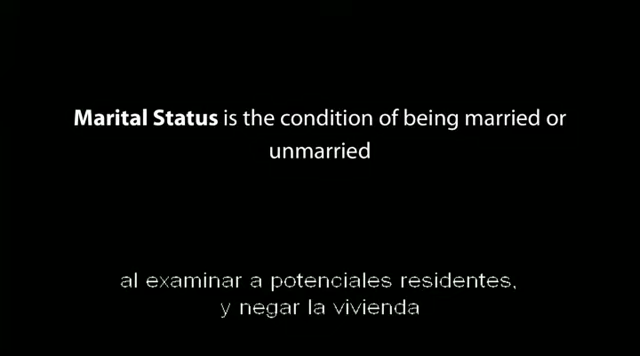 Marital Status is the condition of being married or
unmarried
al examinar a potenciales residentes,
y negar la vivienda